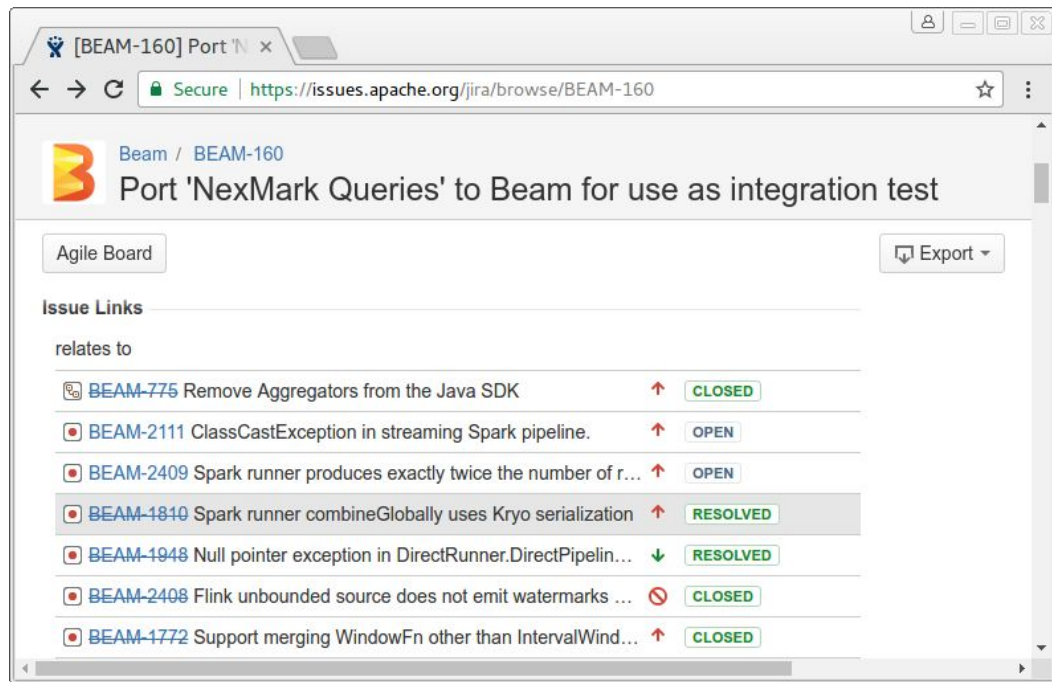 [BEAM-160] Port 'N
Secure https://issues.apache.org/jira/browse/BEAM-160
Beam / BEAM-160
Port 'NexMark Queries' to Beam for use as integration test
Agile Board
Export
Issue Links
relates to
BEAM-775 Remove Aggregators from the Java SDK CLOSED
BEAM-2111 ClassCastException in streaming Spark pipeline. OPEN
BEAM-2409 Spark runner produces exactly twice the number of r… OPEN
BEAM-1810 Spark runner combineGlobally uses Kryo serialization RESOLVED
BEAM-1948 Null pointer exception in DirectRunner.DirectPipelin… RESOLVED
BEAM-2408 Flink unbounded source does not emit watermarks … CLOSED
BEAM-1772 Support merging WindowFn other than IntervalWind… CLOSED